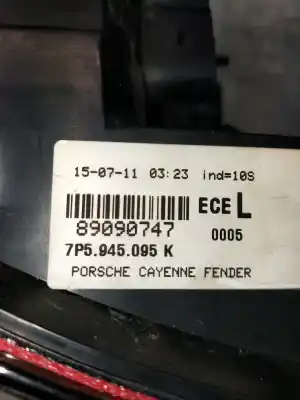 15-07-11 03:23 ind=10S
ECE L
89090747 0005
7P5.945.095 K
PORSCHE CAYENNE FENDER